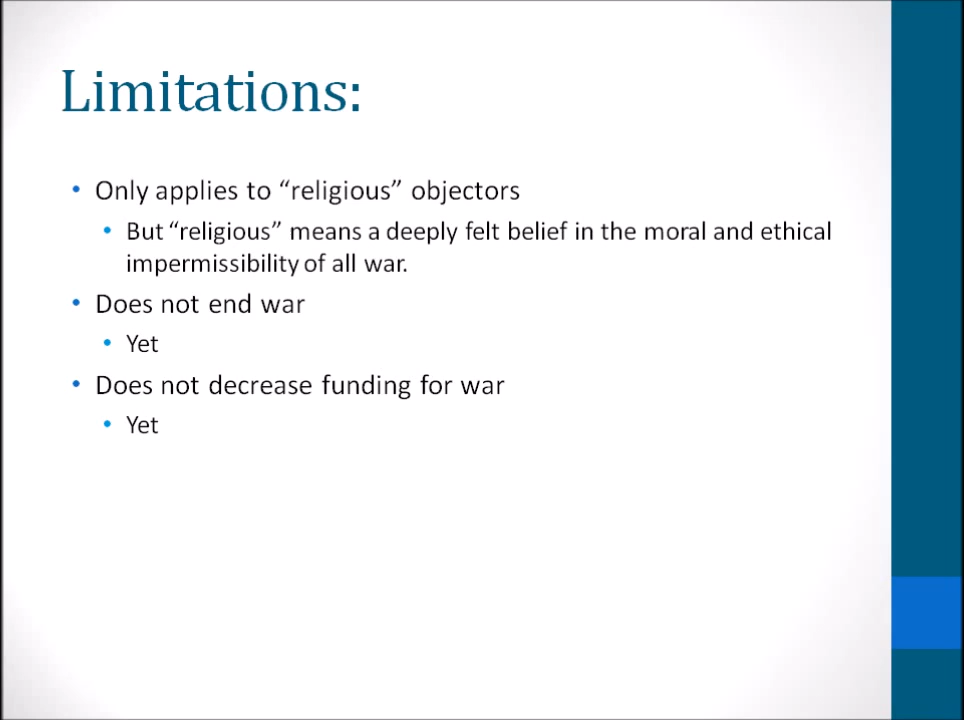 Limitations:
• Only applies to “religious” objectors
• But “religious” means a deeply felt belief in the moral and ethical
impermissibility of all war.
• Does not end war
• Yet
• Does not decrease funding for war
• Yet